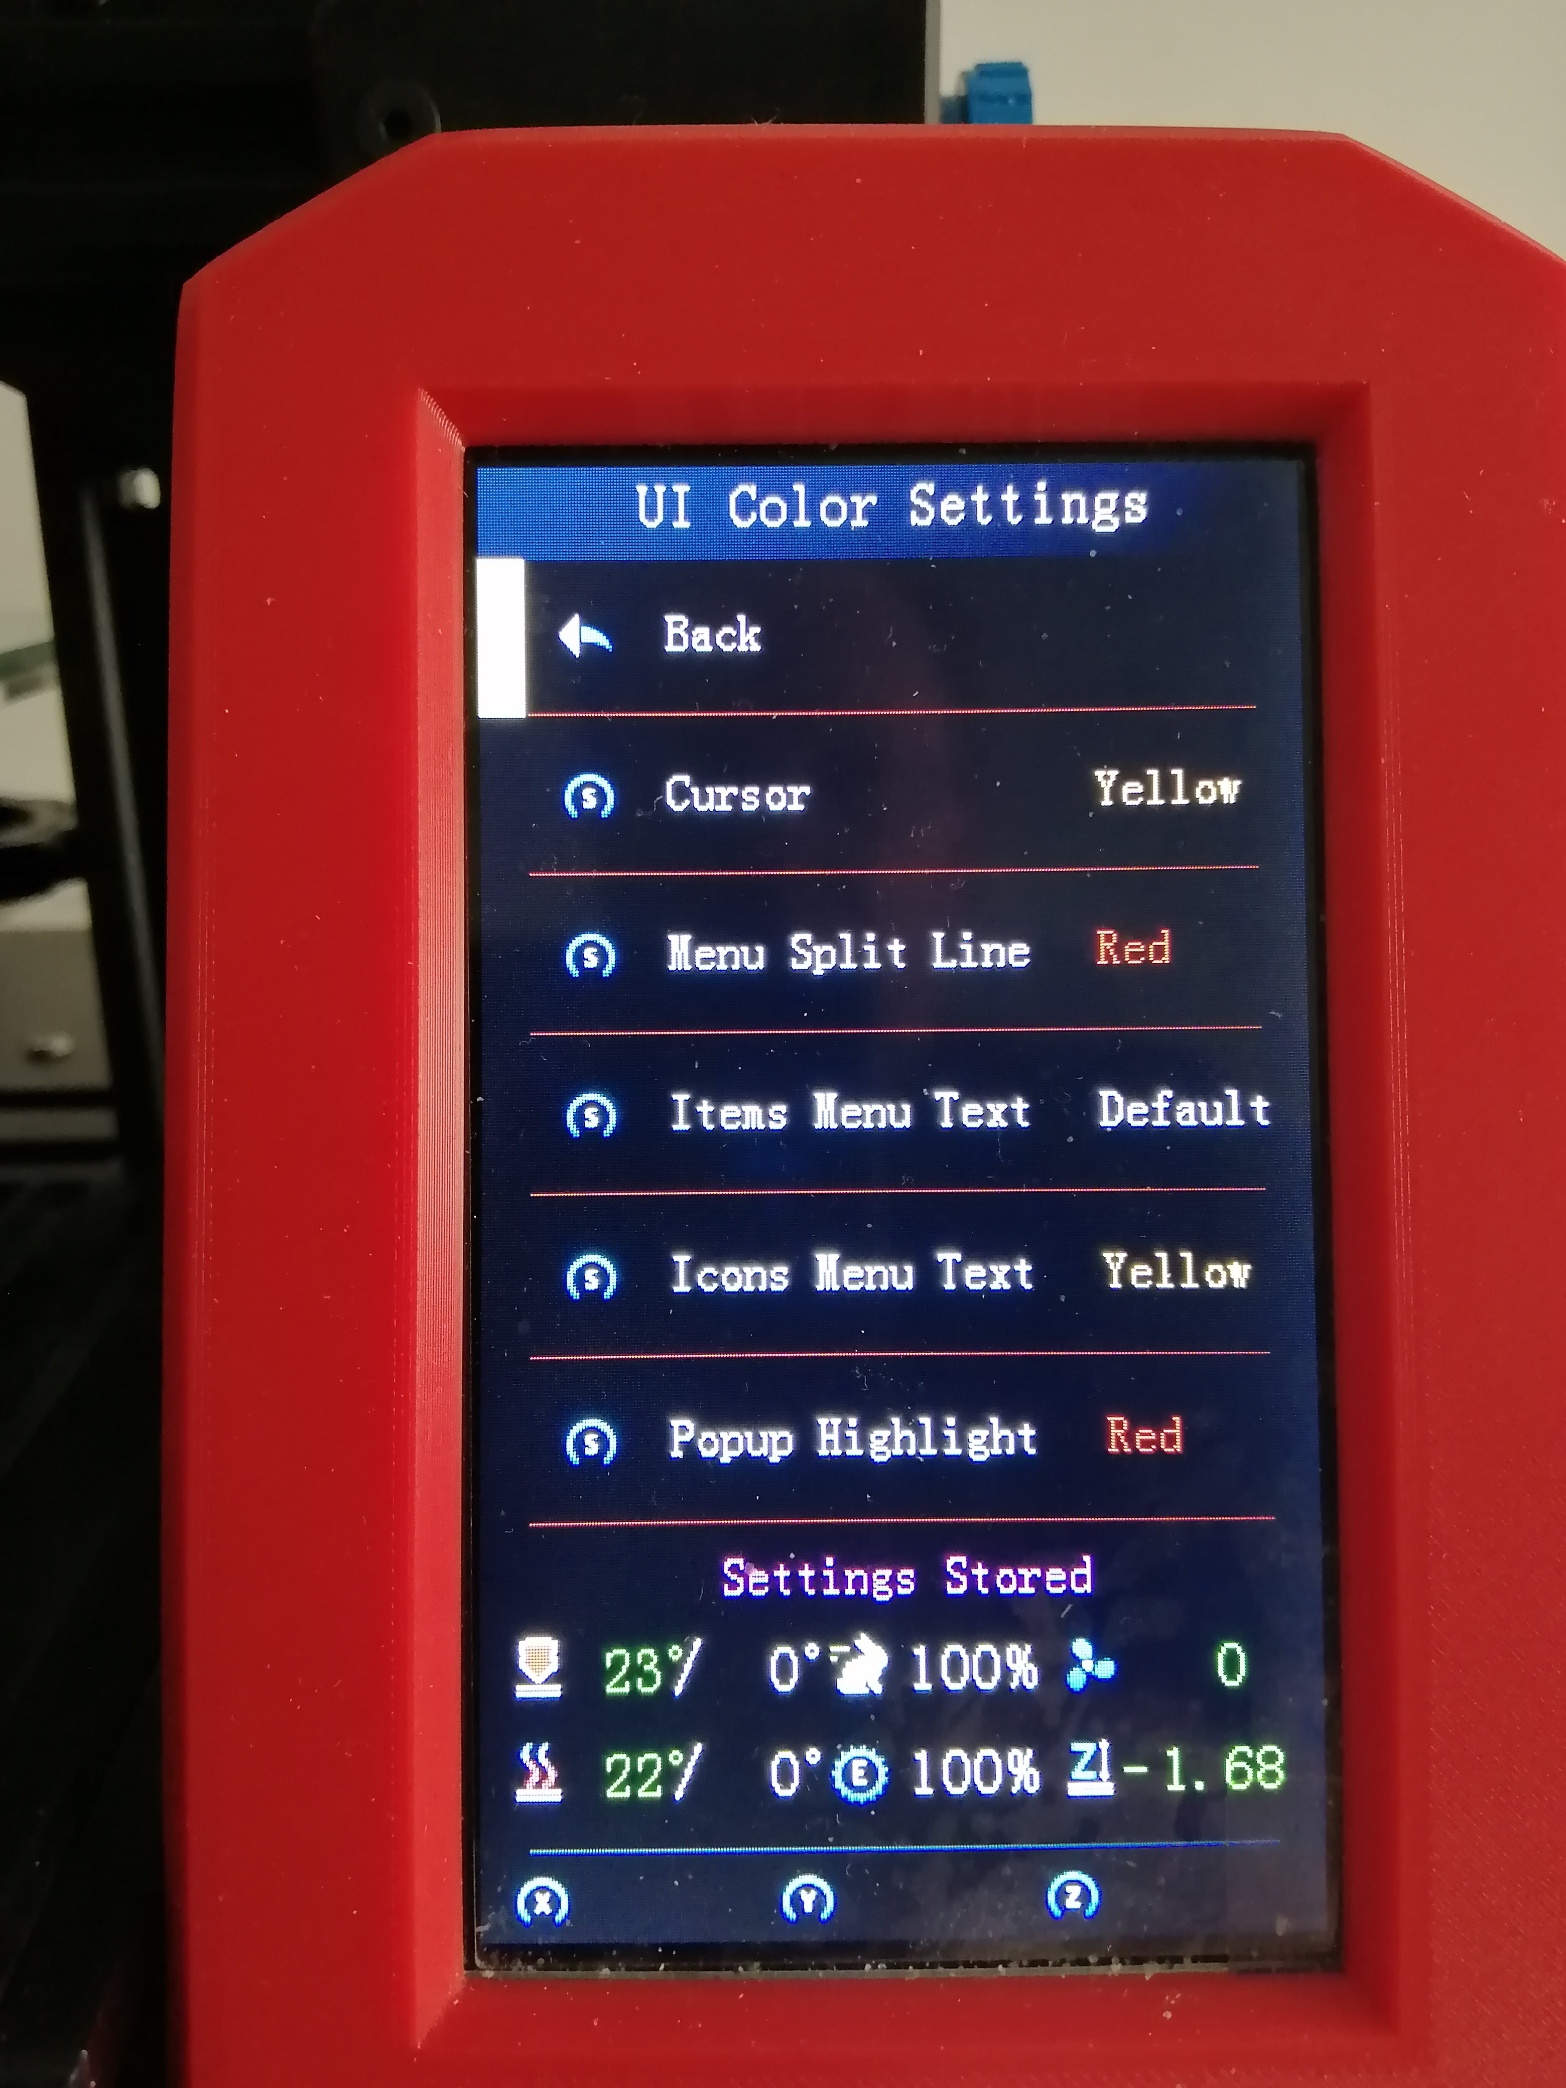 UI Color Settings
Back
Cursor Yellow
Menu Split Line Red
Items Menu Text Default
Icons Menu Text Yellow
Popup Highlight Red
Settings Stored
23°/ 0° 100% 0
22°/ 0° E 100% Z -1.68
X Y Z